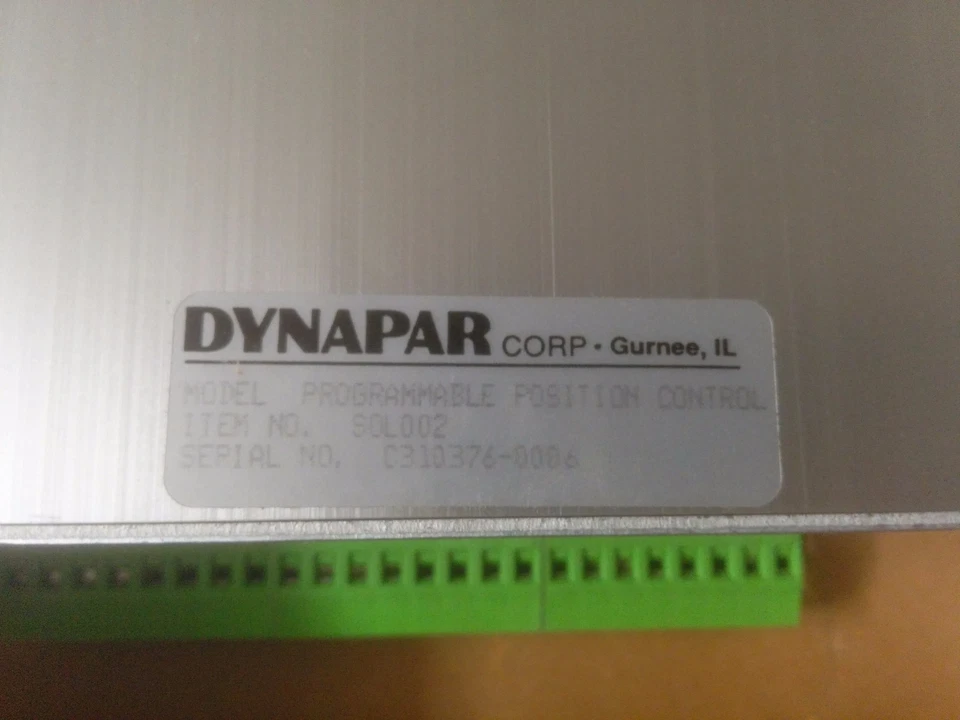 DYNAPAR CORP • Gurnee, IL
MODEL PROGRAMMABLE POSITION CONTROL
ITEM NO. SOL002
SERIAL NO. C310376-0006